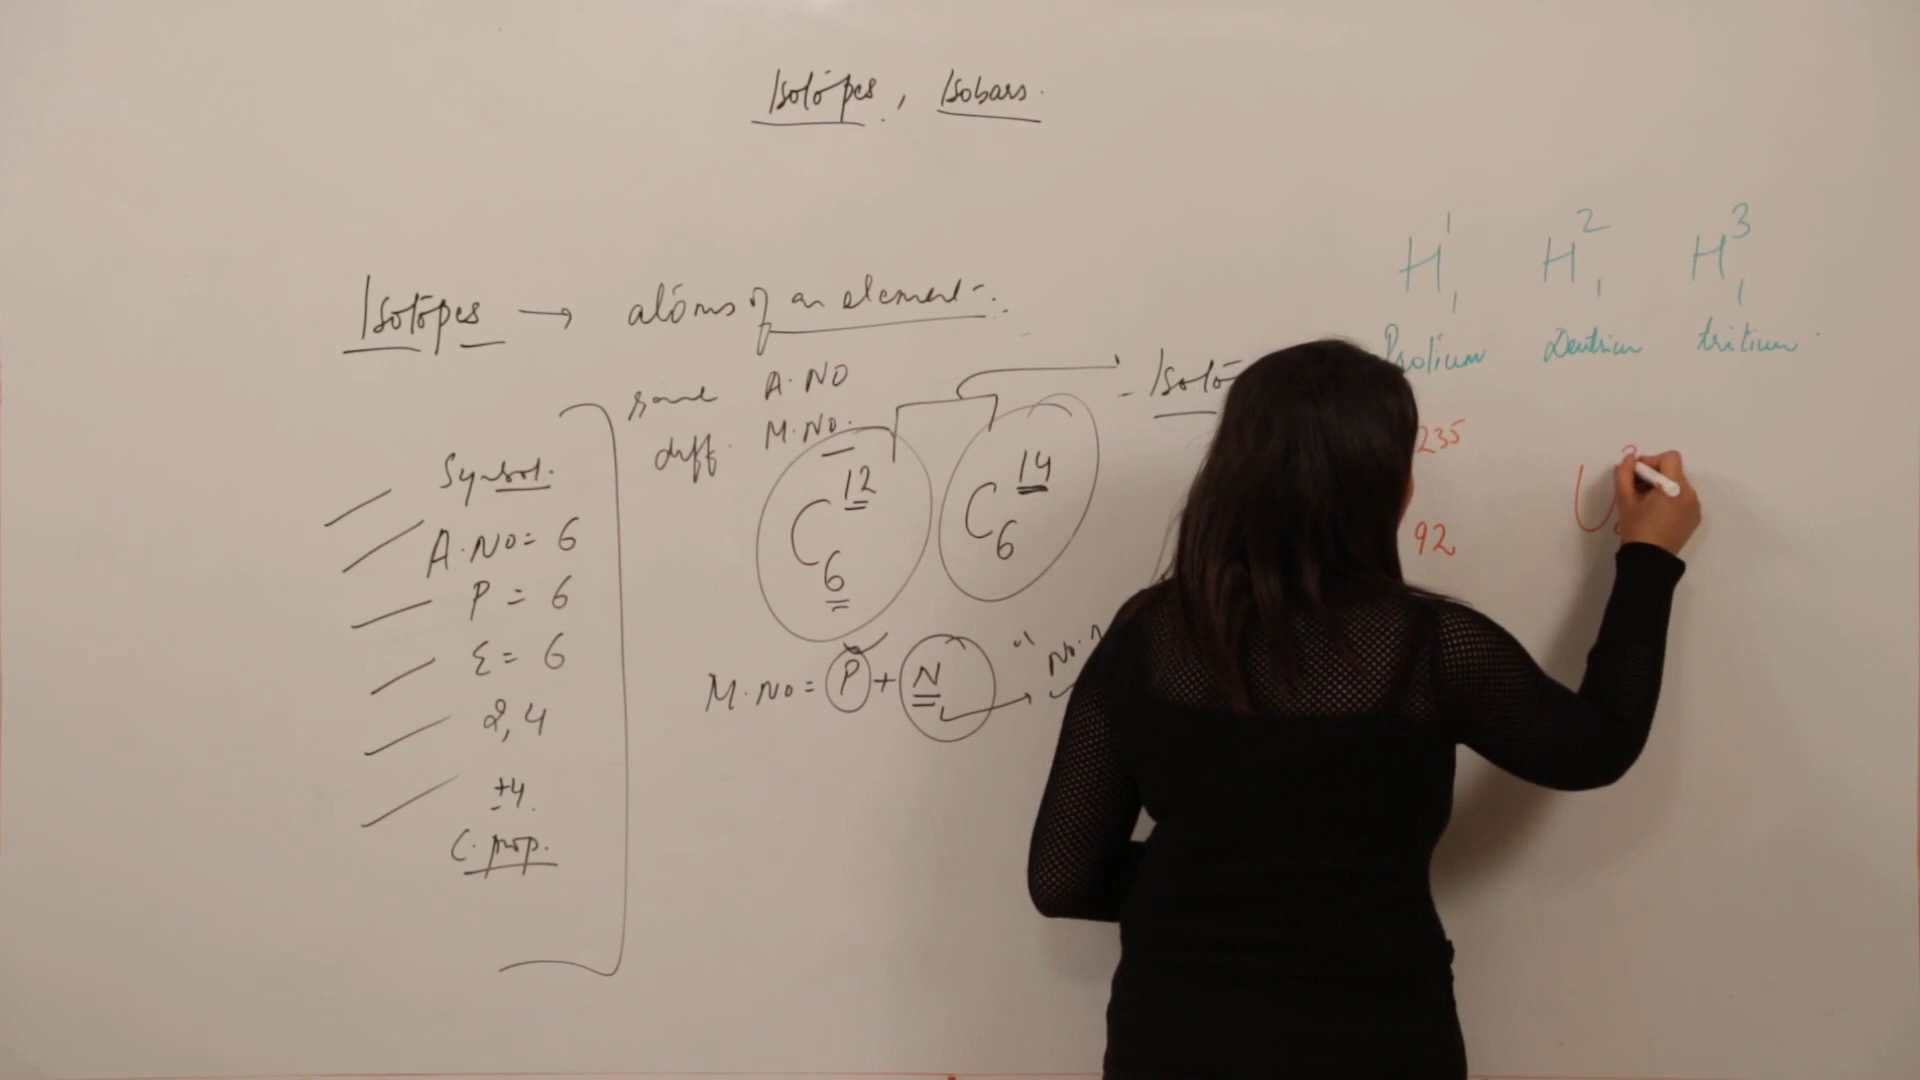 Isotopes, Isobars.
Isotopes → atoms of an element.
same A.NO
diff. M.NO.
Symbol.
A.NO = 6
P = 6
E = 6
2, 4
+4.
C. prop.
C 12 6
C 14 6
M.NO = P + N → No.
H 1 1
H 2 1
H 3 1
Protium Deutrium tritium.
235
92
U